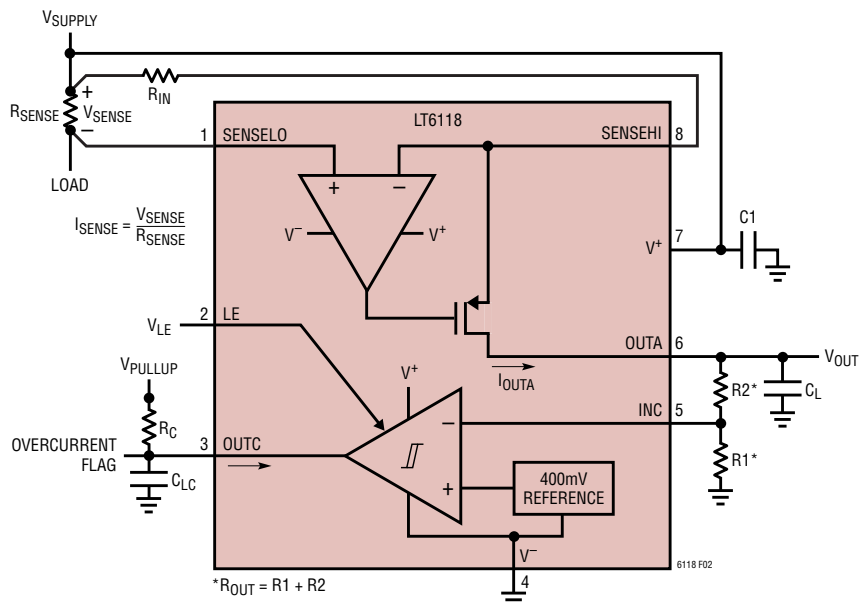 VSUPPLY
RIN
RSENSE
+
VSENSE
–
LOAD
ISENSE = VSENSE
RSENSE
LT6118
1
SENSELO
SENSEHI
8
+
–
V–
V+
V+
7
C1
2
LE
VLE
VPULLUP
RC
OVERCURRENT
FLAG
3
OUTC
CLC
V+
IOUTA
OUTA
6
VOUT
R2*
CL
INC
5
R1*
–
+
400mV
REFERENCE
V–
4
*ROUT = R1 + R2
6118 F02